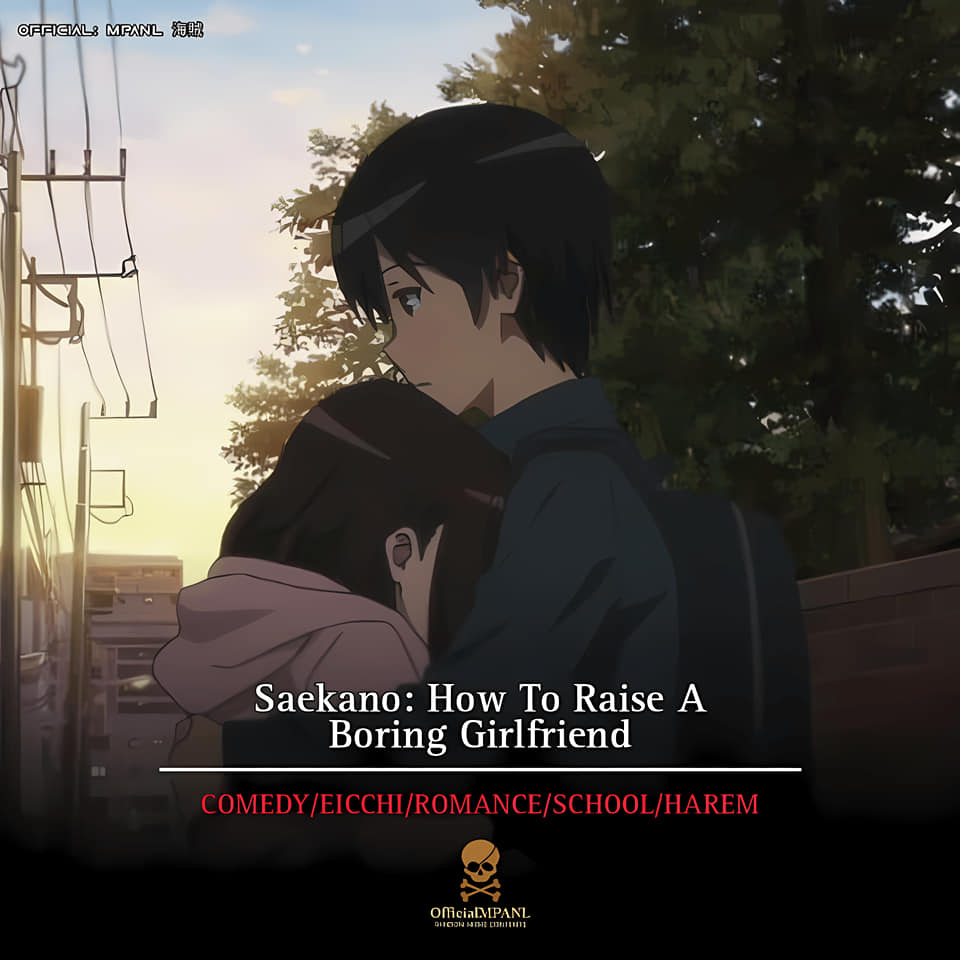 OFFICIAL: MPANL 海賊
Saekano: How To Raise A
Boring Girlfriend
COMEDY/EICCHI/ROMANCE/SCHOOL/HAREM
OfficialMPANL